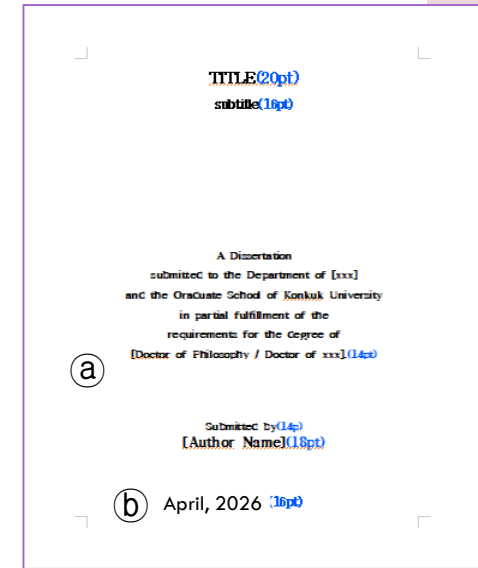 TITLE(20pt)
subtitle(16pt)
A Dissertation
submitted to the Department of [xxx]
and the Graduate School of Konkuk University
in partial fulfillment of the
requirements for the degree of
[Doctor of Philosophy / Doctor of xxx].(14pt)
ⓐ
Submitted by(14p)
[Author Name](18pt)
ⓑ April, 2026 (16pt)